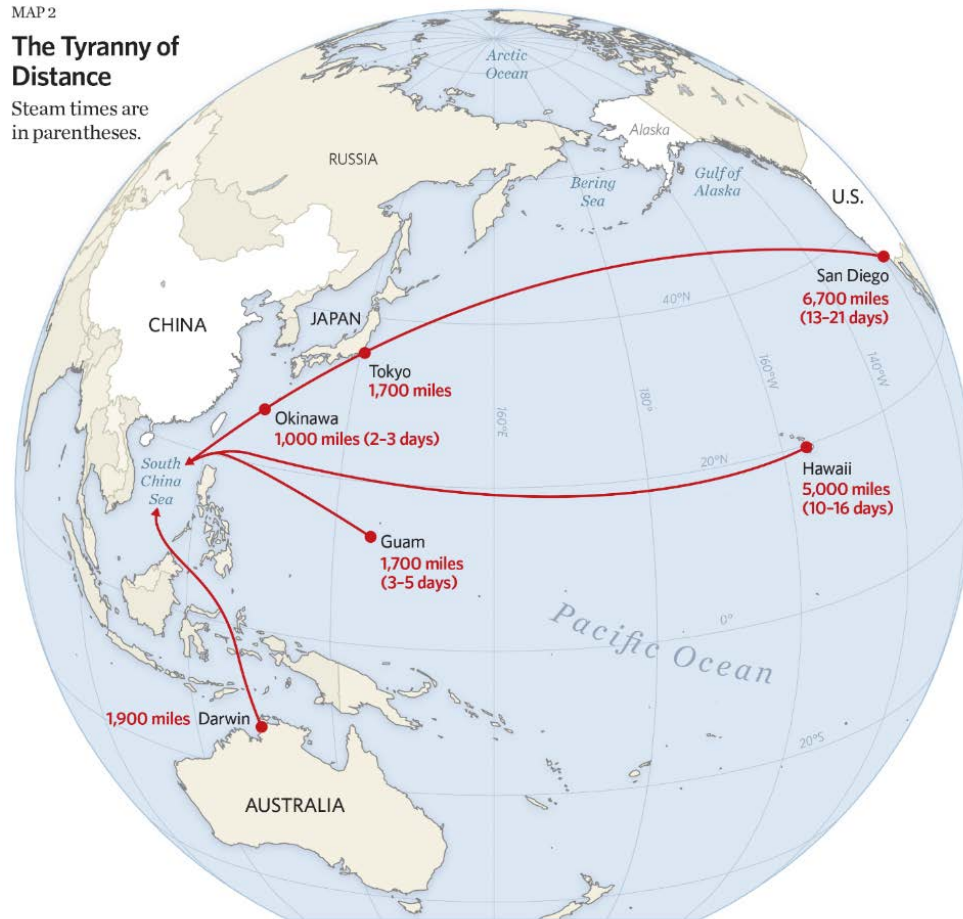 MAP 2
The Tyranny of
Distance
Steam times are
in parentheses.
Arctic
Ocean
Alaska
RUSSIA
Bering
Sea
Gulf of
Alaska
U.S.
San Diego
6,700 miles
(13–21 days)
40°N
CHINA
JAPAN
Tokyo
1,700 miles
160°W
140°W
180°
160°E
Okinawa
1,000 miles (2–3 days)
20°N
South
China
Sea
Hawaii
5,000 miles
(10–16 days)
Guam
1,700 miles
(3–5 days)
0°
Pacific Ocean
1,900 miles Darwin
20°S
AUSTRALIA